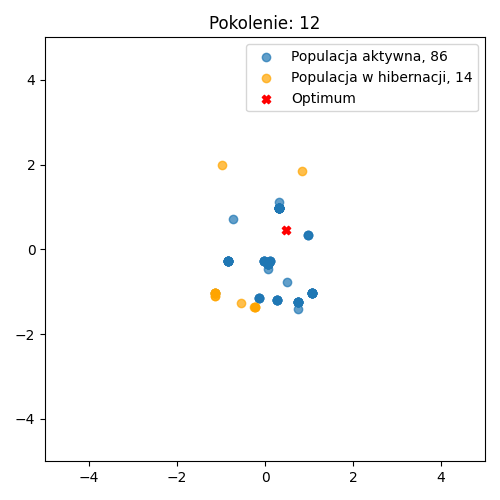 Pokolenie: 12
Populacja aktywna, 86
Populacja w hibernacji, 14
Optimum
4
2
0
−2
−4
−4 −2 0 2 4